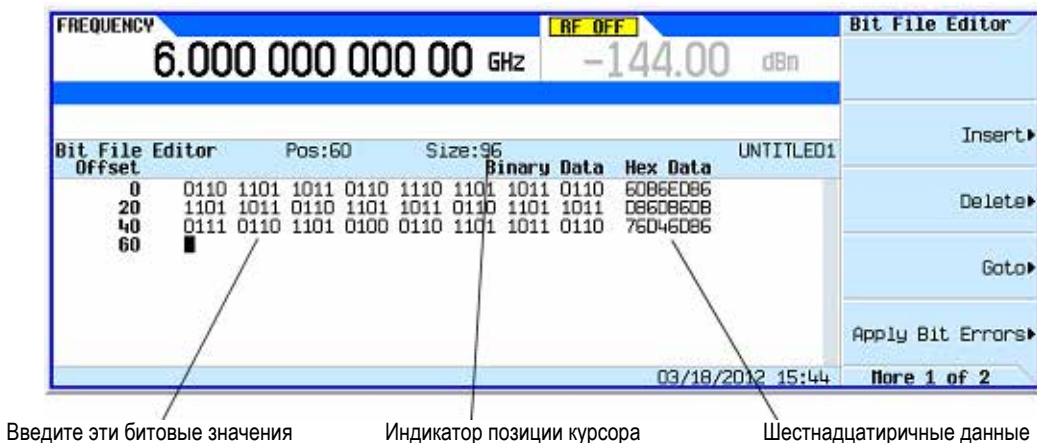 FREQUENCY
RF OFF
Bit File Editor
6.000 000 000 00 GHz
-144.00 dBm
Insert
Bit File Editor Pos:60 Size:96 UNTITLED1
Offset Binary Data Hex Data
0 0110 1101 1011 0110 1110 1101 1011 0110 6DB6EDB6
20 1101 1011 0110 1101 1011 0110 1101 1011 DB6DB6DB
40 0111 0110 1101 0100 0110 1101 1011 0110 76D46DB6
60
Delete
Goto
Apply Bit Errors
03/18/2012 15:44
More 1 of 2
Введите эти битовые значения
Индикатор позиции курсора
Шестнадцатиричные данные